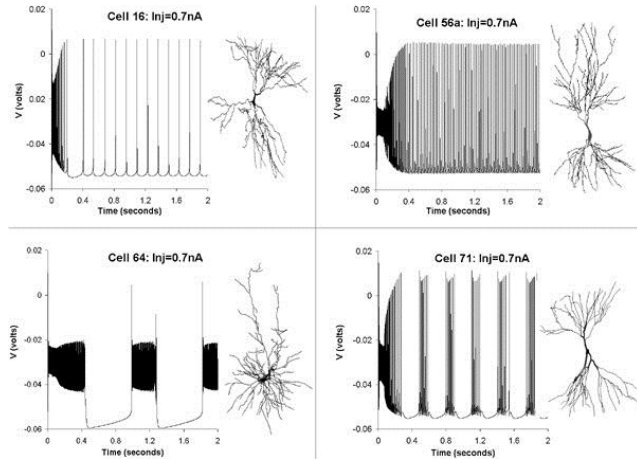 Cell 16: Inj=0.7nA
0.02
0
-0.02
-0.04
-0.06
V (volts)
0 0.4 0.8 1.2 1.6 2
Time (seconds)
Cell 56a: Inj=0.7nA
0.02
0
-0.02
-0.04
-0.06
V (volts)
0 0.4 0.8 1.2 1.6 2
Time (seconds)
Cell 64: Inj=0.7nA
0.02
0
-0.02
-0.04
-0.06
V (volts)
0 0.4 0.8 1.2 1.6 2
Time (seconds)
Cell 71: Inj=0.7nA
0.02
0
-0.02
-0.04
-0.06
V (volts)
0 0.4 0.8 1.2 1.6 2
Time (seconds)